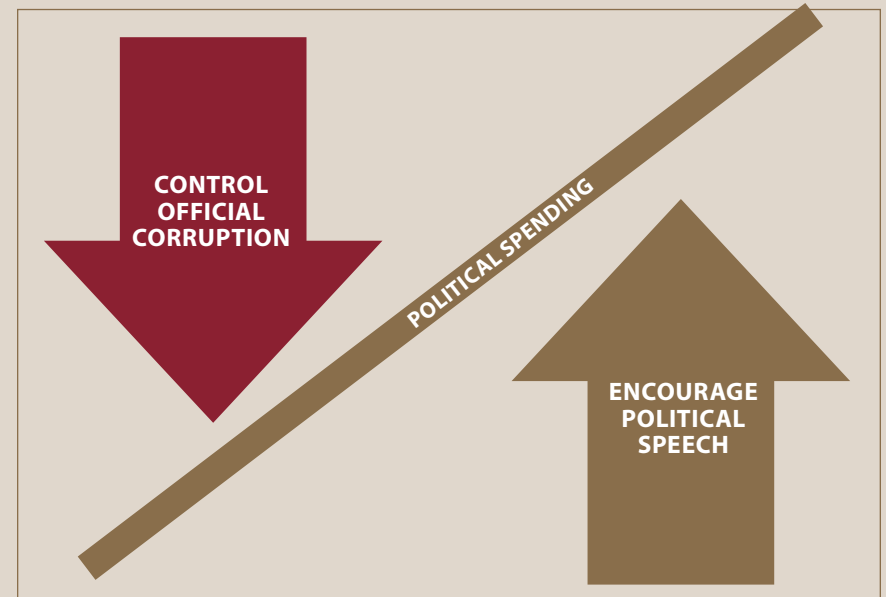 CONTROL
OFFICIAL
CORRUPTION
POLITICAL SPENDING
ENCOURAGE
POLITICAL
SPEECH